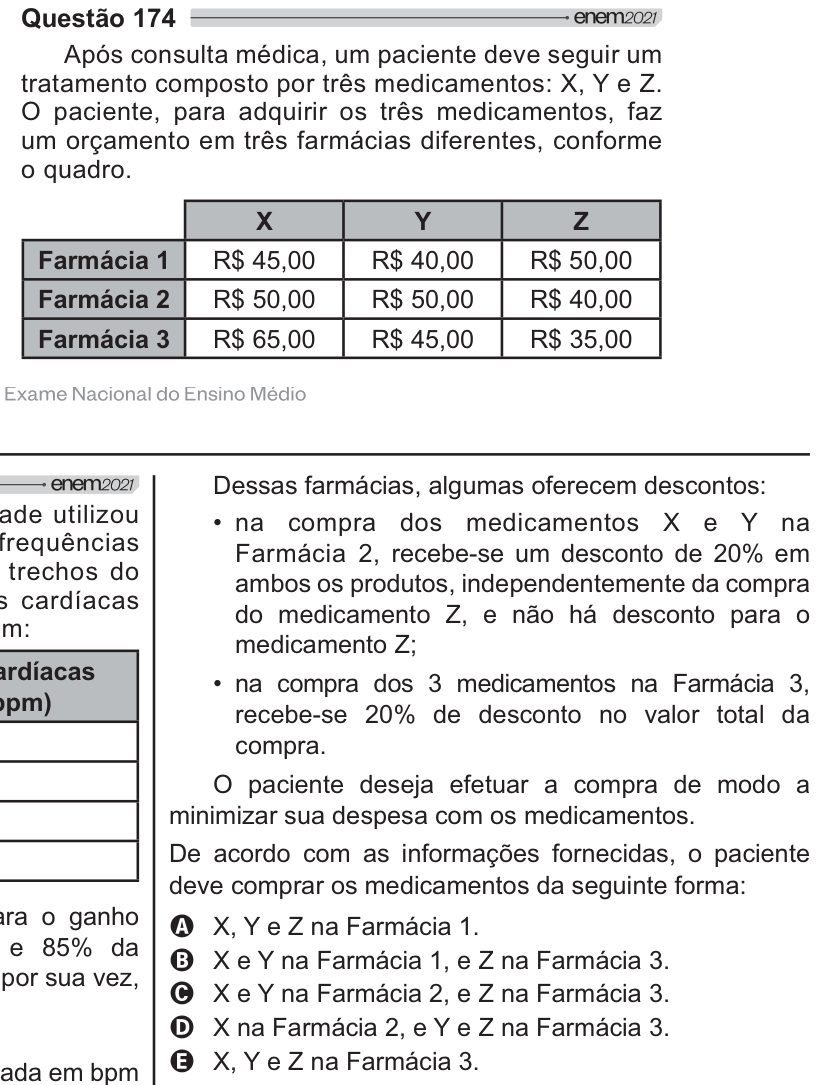 Questão 174
enem2021
Após consulta médica, um paciente deve seguir um
tratamento composto por três medicamentos: X, Y e Z.
O paciente, para adquirir os três medicamentos, faz
um orçamento em três farmácias diferentes, conforme
o quadro.
X Y Z
Farmácia 1 R$ 45,00 R$ 40,00 R$ 50,00
Farmácia 2 R$ 50,00 R$ 50,00 R$ 40,00
Farmácia 3 R$ 65,00 R$ 45,00 R$ 35,00
Exame Nacional do Ensino Médio
enem2021
ade utilizou
frequências
trechos do
s cardíacas
m:
ardíacas
opm)
ara o ganho
e 85% da
por sua vez,
ada em bpm
Dessas farmácias, algumas oferecem descontos:
• na compra dos medicamentos X e Y na
Farmácia 2, recebe-se um desconto de 20% em
ambos os produtos, independentemente da compra
do medicamento Z, e não há desconto para o
medicamento Z;
• na compra dos 3 medicamentos na Farmácia 3,
recebe-se 20% de desconto no valor total da
compra.
O paciente deseja efetuar a compra de modo a
minimizar sua despesa com os medicamentos.
De acordo com as informações fornecidas, o paciente
deve comprar os medicamentos da seguinte forma:
A X, Y e Z na Farmácia 1.
B X e Y na Farmácia 1, e Z na Farmácia 3.
C X e Y na Farmácia 2, e Z na Farmácia 3.
D X na Farmácia 2, e Y e Z na Farmácia 3.
E X, Y e Z na Farmácia 3.